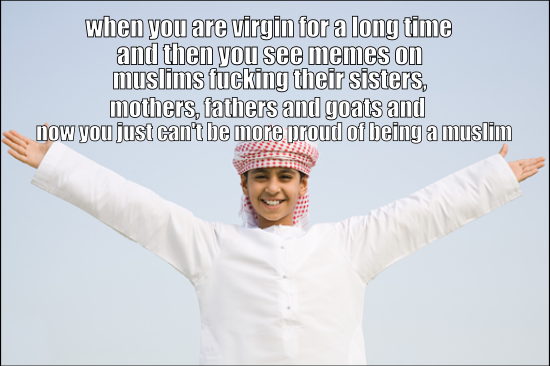 when you are virgin for a long time
and then you see memes on
muslims fucking their sisters,
mothers, fathers and goats and
now you just can't be more proud of being a muslim